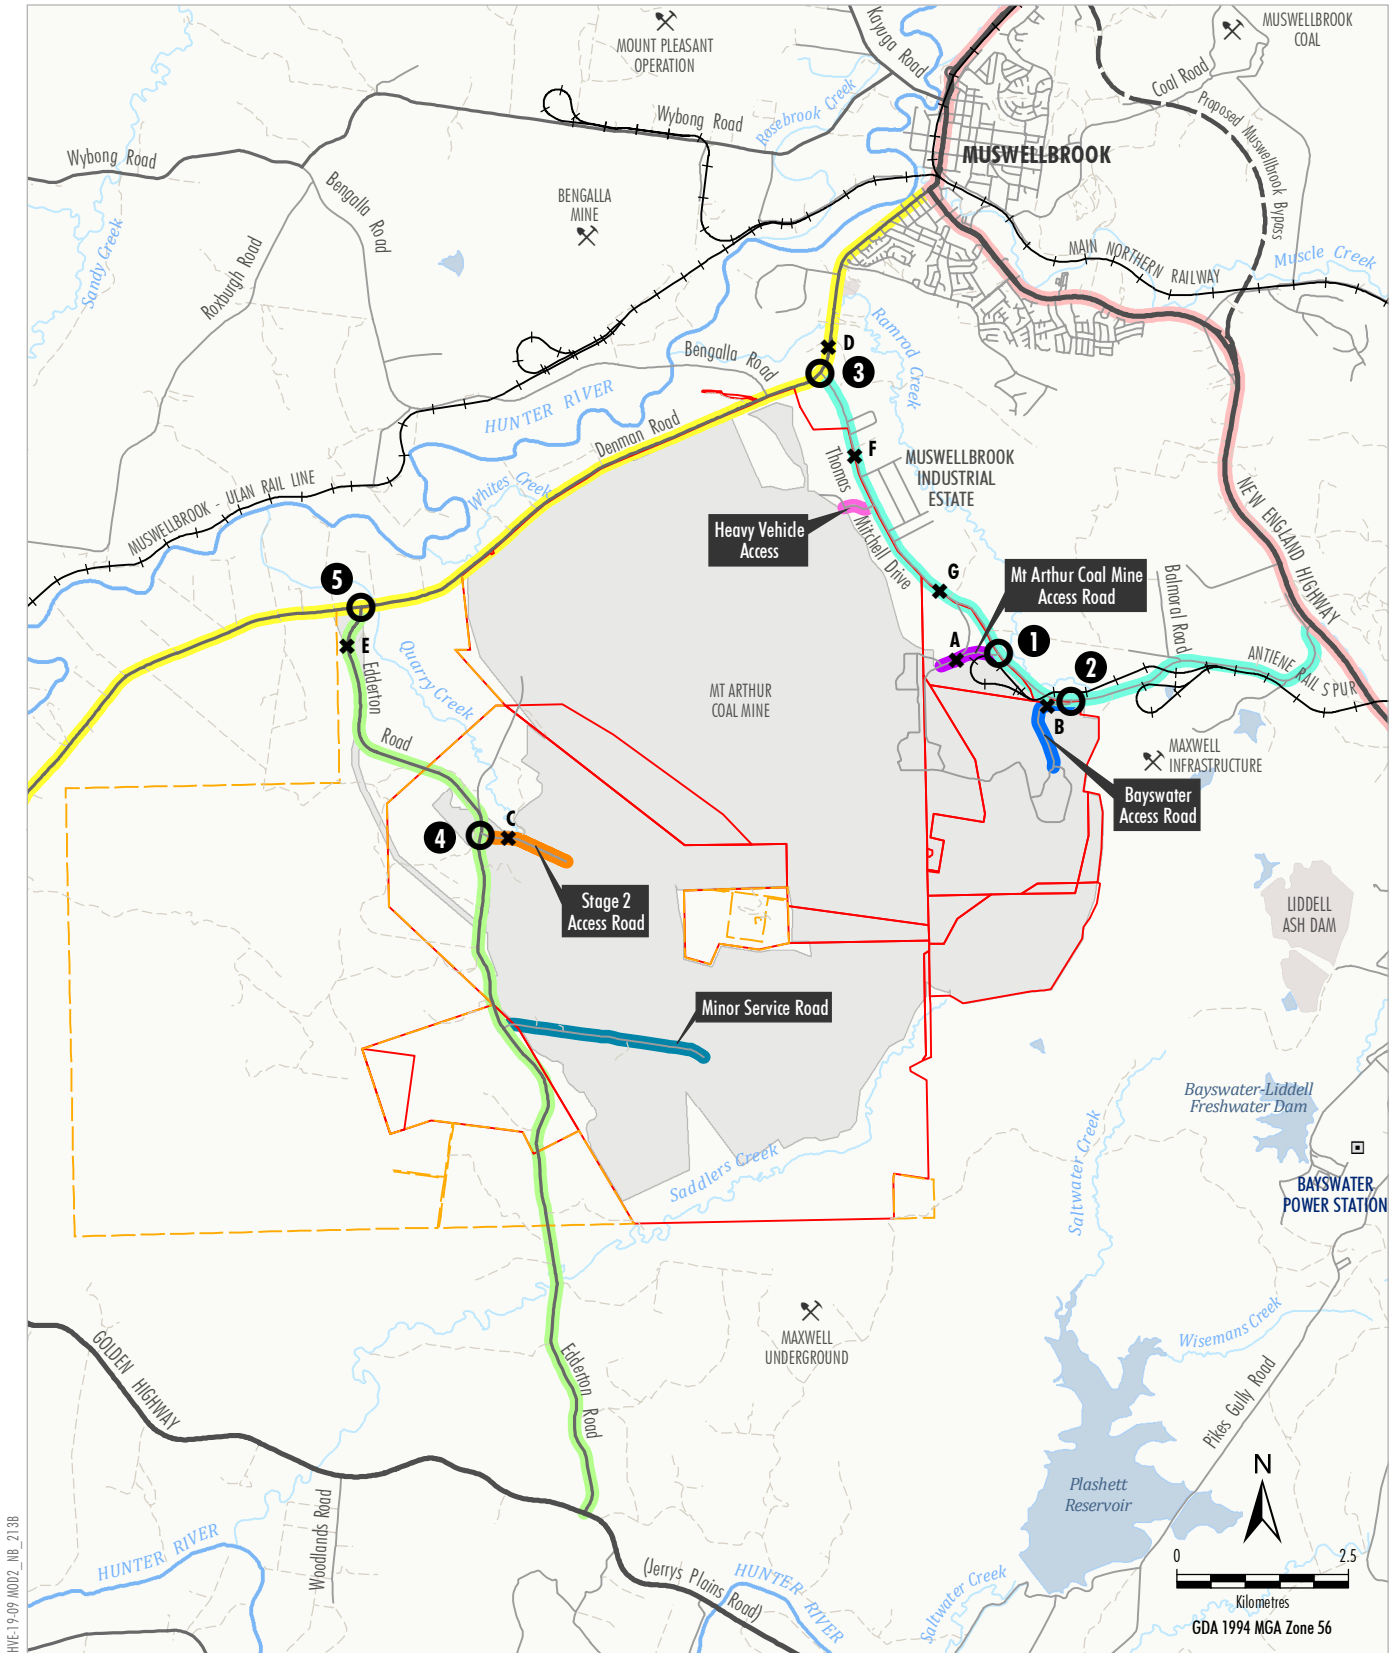 MUSWELLBROOK
COAL
MOUNT PLEASANT
OPERATION
Kayuga Road
Coal Road
Proposed Muswellbrook Bypass
Rosebrook Creek
Wybong Road
Wybong Road
MUSWELLBROOK
Bengalla Road
BENGALLA
MINE
Sandy Creek
Roxburgh Road
MAIN NORTHERN RAILWAY
Muscle Creek
Ramrod Creek
D
Bengalla Road
3
HUNTER RIVER
Denman Road
F
MUSWELLBROOK
INDUSTRIAL
ESTATE
Thomas Mitchell Drive
MUSWELLBROOK - ULAN RAIL LINE
Whites Creek
NEW ENGLAND HIGHWAY
Heavy Vehicle
Access
5
G
Mt Arthur Coal Mine
Access Road
Balmoral Road
E
Edderton
Road
Quarry Creek
A
1
2
ANTIENE RAIL SPUR
MT ARTHUR
COAL MINE
B
MAXWELL
INFRASTRUCTURE
Bayswater
Access Road
4
C
Stage 2
Access Road
LIDDELL
ASH DAM
Minor Service Road
Bayswater-Liddell
Freshwater Dam
Saltwater Creek
Saddlers Creek
BAYSWATER
POWER STATION
MAXWELL
UNDERGROUND
Wisemans Creek
GOLDEN HIGHWAY
Edderton Road
Pikes Gully Road
Plashett
Reservoir
N
Woodlands Road
HUNTER RIVER
(Jerrys Plains Road)
HUNTER RIVER
Saltwater Creek
0 2.5
Kilometres
GDA 1994 MGA Zone 56
HVE-19-09 MOD2_NB_213B